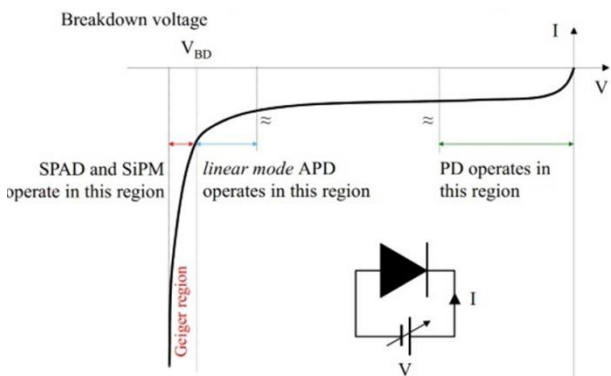 Breakdown voltage
V_BD
I
V
≈
≈
SPAD and SiPM
operate in this region
linear mode APD
operates in this region
PD operates in
this region
Geiger region
I
V